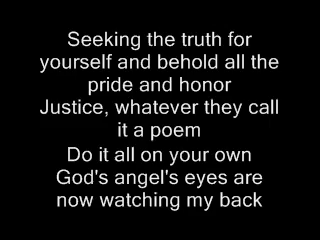 Seeking the truth for
yourself and behold all the
pride and honor
Justice, whatever they call
it a poem
Do it all on your own
God's angel's eyes are
now watching my back